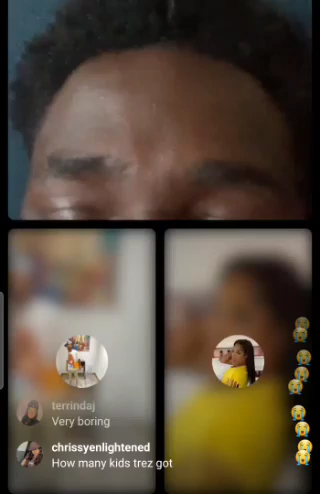 terrindaj
Very boring
chrissyenlightened
How many kids trez got